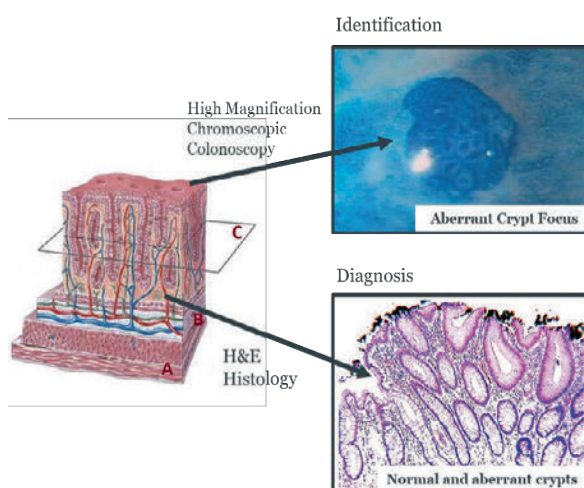 Identification
High Magnification
Chromoscopic
Colonoscopy
Aberrant Crypt Focus
C
Diagnosis
B
H&E
Histology
A
Normal and aberrant crypts